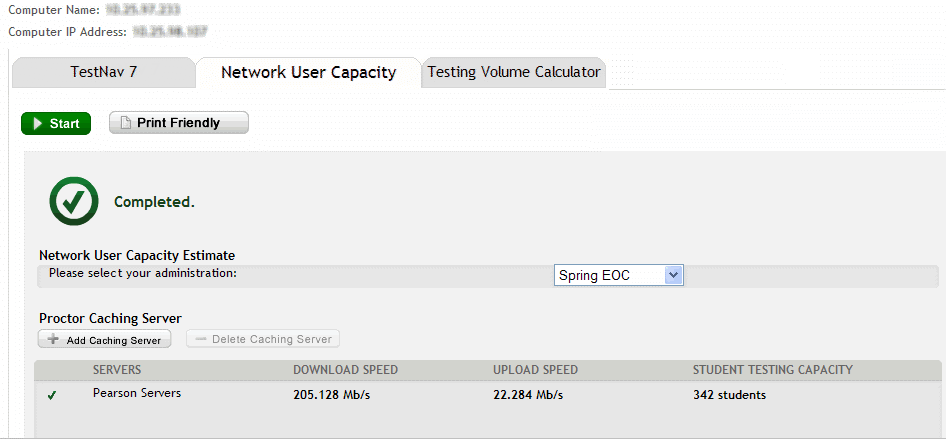 Computer Name:
Computer IP Address:
TestNav 7 Network User Capacity Testing Volume Calculator
Start Print Friendly
Completed.
Network User Capacity Estimate
Please select your administration: Spring EOC
Proctor Caching Server
Add Caching Server Delete Caching Server
SERVERS DOWNLOAD SPEED UPLOAD SPEED STUDENT TESTING CAPACITY
Pearson Servers 205.128 Mb/s 22.284 Mb/s 342 students